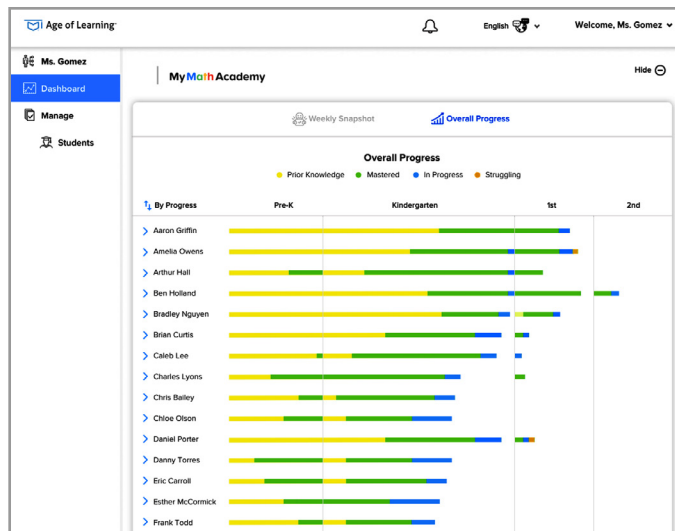 Age of Learning
English
Welcome, Ms. Gomez
Ms. Gomez
Dashboard
Manage
Students
My Math Academy
Hide
Weekly Snapshot
Overall Progress
Overall Progress
Prior Knowledge
Mastered
In Progress
Struggling
By Progress
Pre-K
Kindergarten
1st
2nd
Aaron Griffin
Amelia Owens
Arthur Hall
Ben Holland
Bradley Nguyen
Brian Curtis
Caleb Lee
Charles Lyons
Chris Bailey
Chloe Olson
Daniel Porter
Danny Torres
Eric Carroll
Esther McCormick
Frank Todd